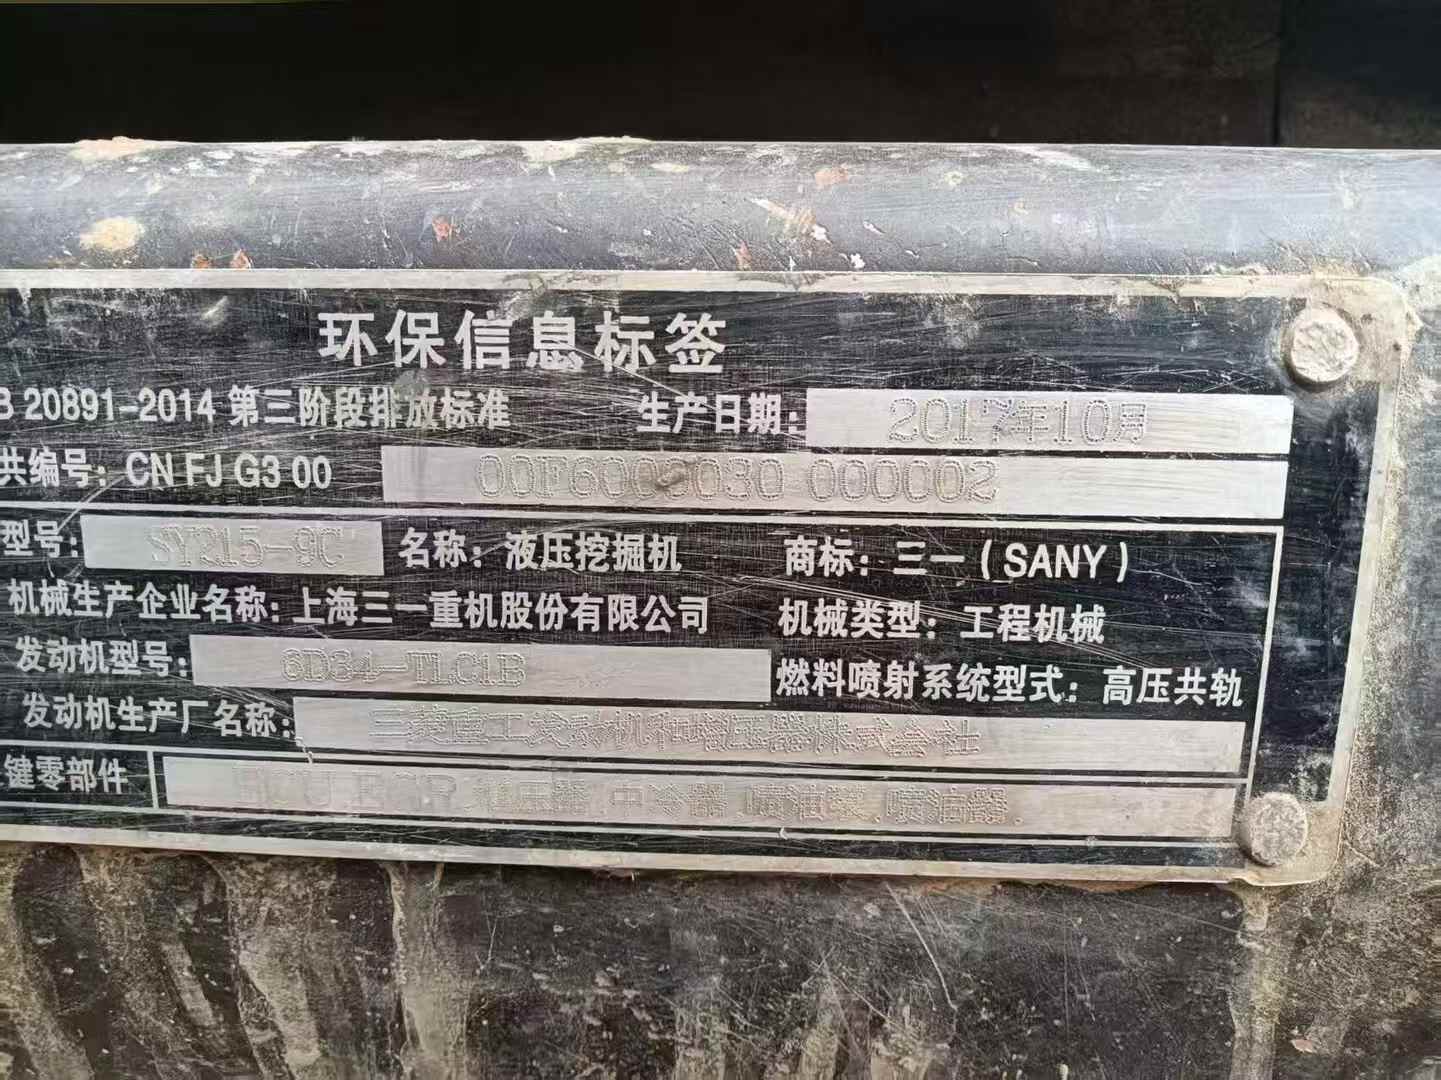 环保信息标签
B 20891-2014 第三阶段排放标准 生产日期: 2017年10月
共编号: CN FJ G3 00 00F6000030 000002
型号: SY215-9C 名称: 液压挖掘机 商标: 三一(SANY)
机械生产企业名称: 上海三一重机股份有限公司 机械类型: 工程机械
发动机型号: 6D34-TLC1B 燃料喷射系统型式: 高压共轨
发动机生产厂名称: 三菱重工发动机和增压器株式会社
键零部件 ECU,EGR,增压器,中冷器,喷油泵,喷油器.